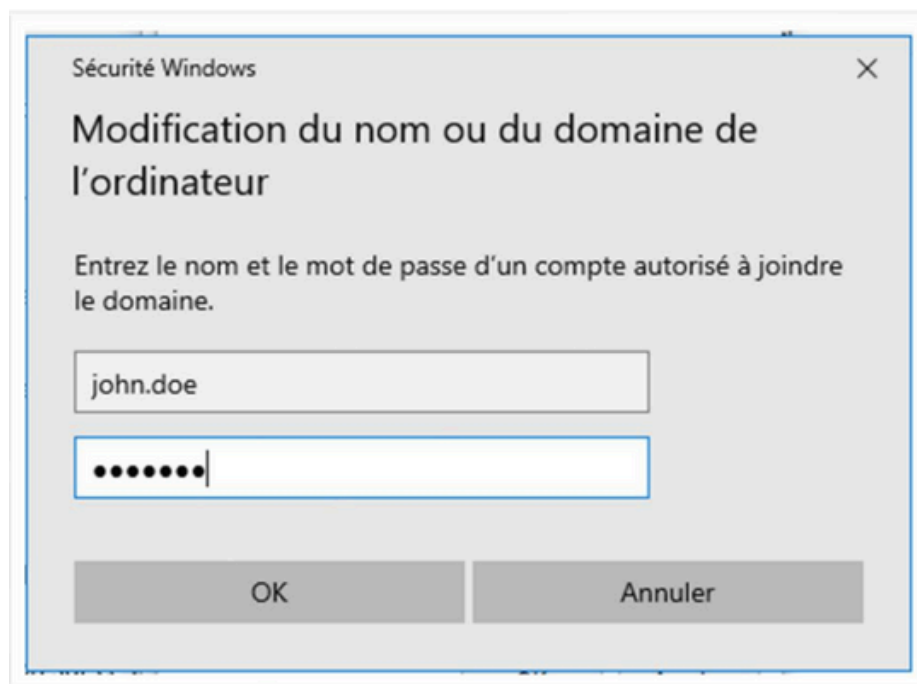 Sécurité Windows
Modification du nom ou du domaine de
l'ordinateur
Entrez le nom et le mot de passe d'un compte autorisé à joindre
le domaine.
john.doe
●●●●●●●
OK
Annuler